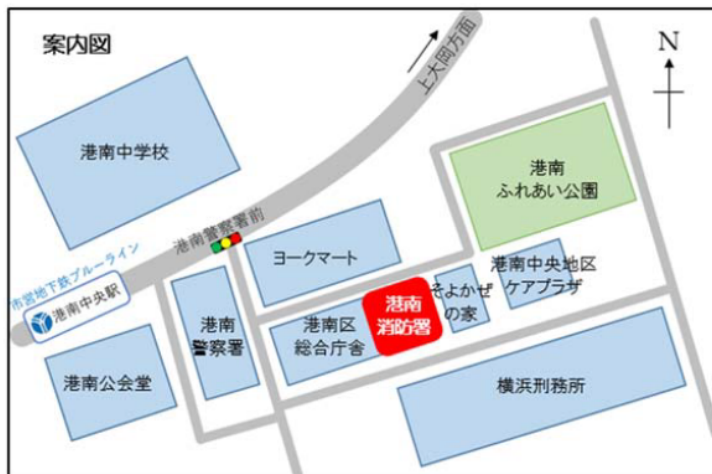 案内図
N
上大岡方面
港南中学校
港南
ふれあい公園
港南警察署前
ヨークマート
市営地下鉄ブルーライン
港南中央駅
港南中央地区
ケアプラザ
そよかぜ
の家
港南
消防署
港南区
総合庁舎
港南
警察署
港南公会堂
横浜刑務所